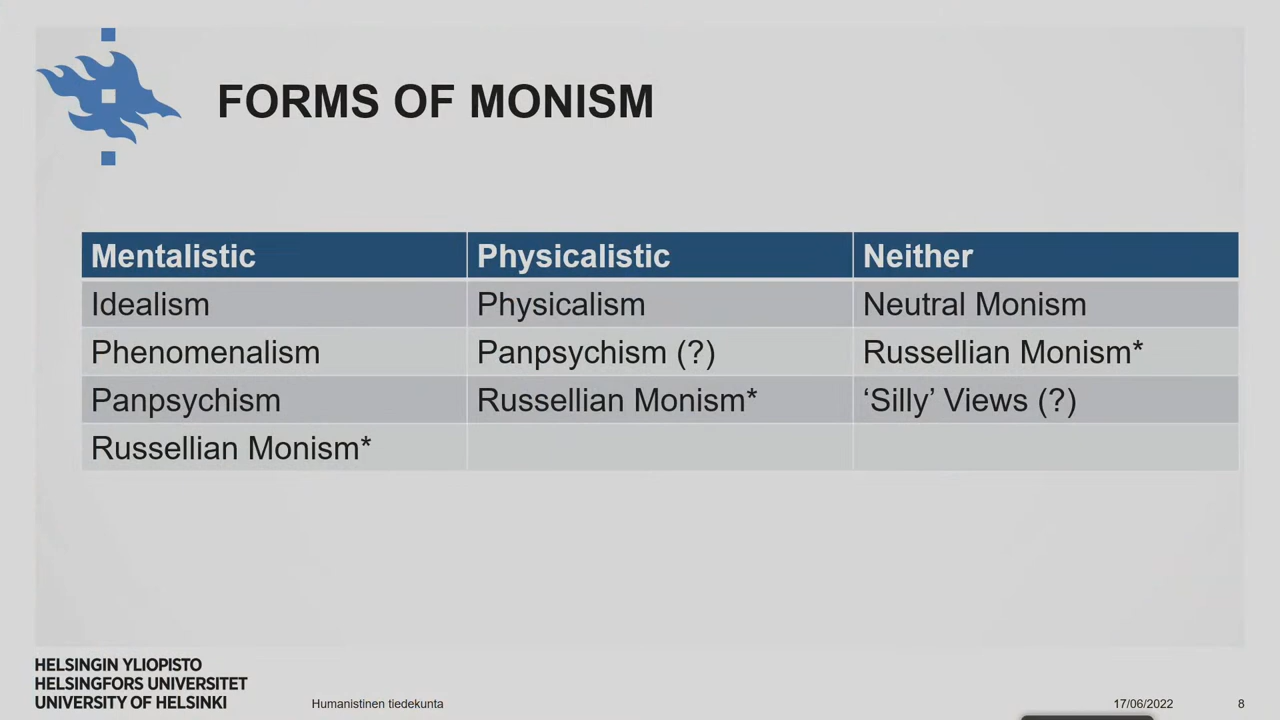 FORMS OF MONISM
Mentalistic Physicalistic Neither
Idealism Physicalism Neutral Monism
Phenomenalism Panpsychism (?) Russellian Monism*
Panpsychism Russellian Monism* ‘Silly’ Views (?)
Russellian Monism*
HELSINGIN YLIOPISTO
HELSINGFORS UNIVERSITET
UNIVERSITY OF HELSINKI
Humanistinen tiedekunta 17/06/2022 8